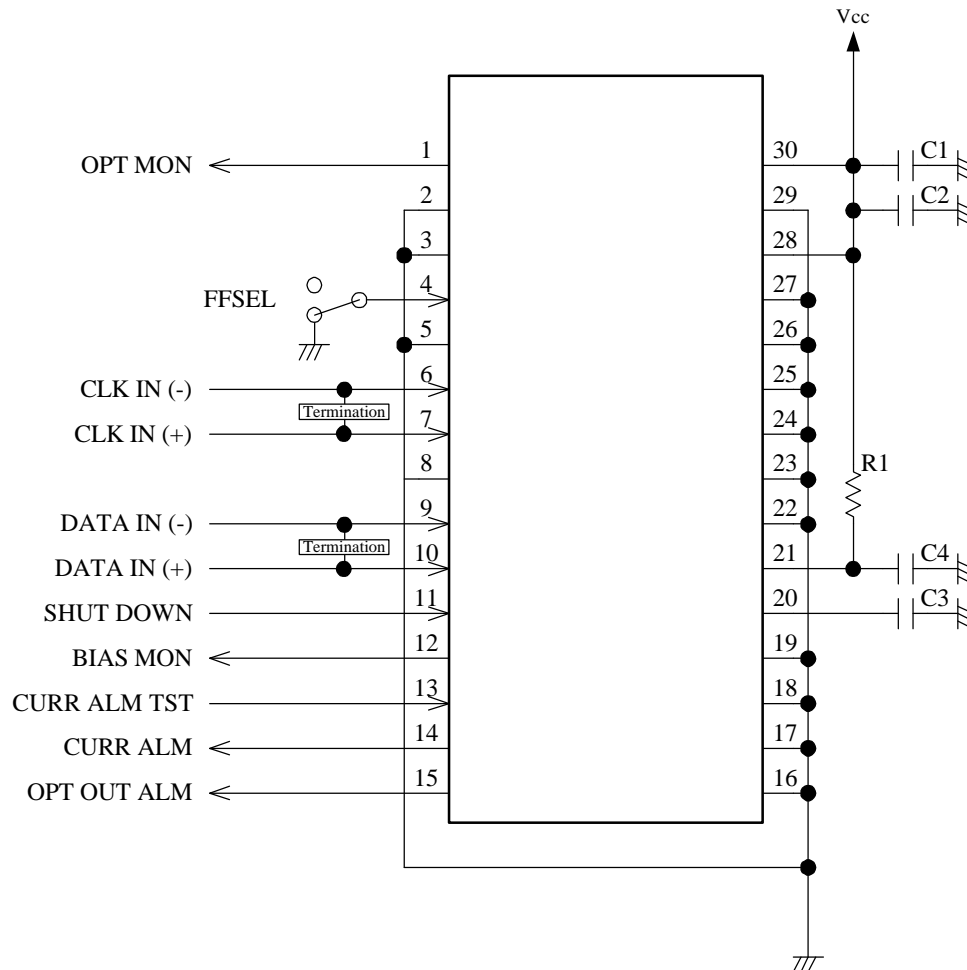 Vcc
OPT MON 1 30 C1
2 29 C2
3 28
FFSEL 4 27
5 26
CLK IN (-) 6 25
Termination
CLK IN (+) 7 24
8 23 R1
DATA IN (-) 9 22
Termination
DATA IN (+) 10 21 C4
SHUT DOWN 11 20 C3
BIAS MON 12 19
CURR ALM TST 13 18
CURR ALM 14 17
OPT OUT ALM 15 16